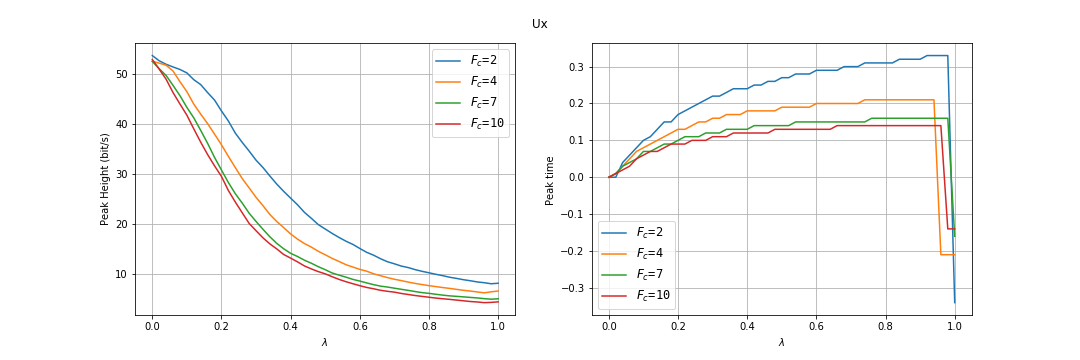 Ux
Peak Height (bit/s)
50
40
30
20
10
0.0 0.2 0.4 0.6 0.8 1.0
λ
F_c=2
F_c=4
F_c=7
F_c=10
Peak time
0.3
0.2
0.1
0.0
−0.1
−0.2
−0.3
0.0 0.2 0.4 0.6 0.8 1.0
λ
F_c=2
F_c=4
F_c=7
F_c=10